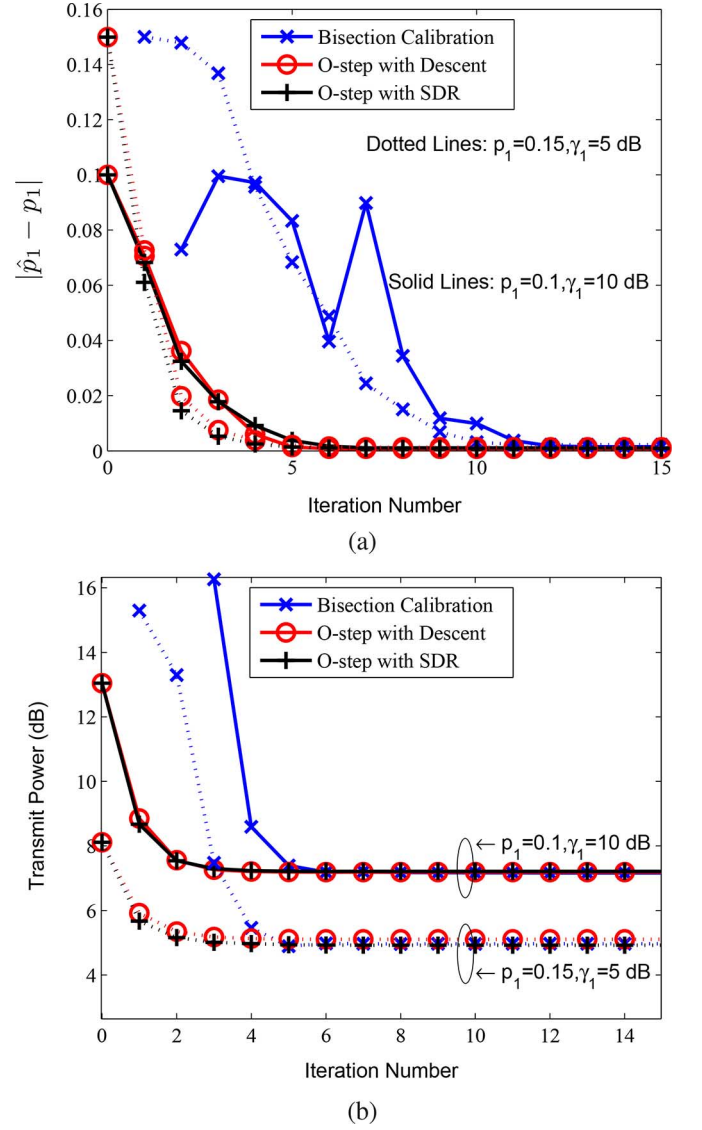 0.16
0.14
0.12
0.1
0.08
0.06
0.04
0.02
0
|p̂₁ − p₁|
Bisection Calibration
O-step with Descent
O-step with SDR
Dotted Lines: p₁=0.15,γ₁=5 dB
Solid Lines: p₁=0.1,γ₁=10 dB
0 5 10 15
Iteration Number
(a)
16
14
12
10
8
6
4
Transmit Power (dB)
Bisection Calibration
O-step with Descent
O-step with SDR
← p₁=0.1,γ₁=10 dB
← p₁=0.15,γ₁=5 dB
0 2 4 6 8 10 12 14
Iteration Number
(b)